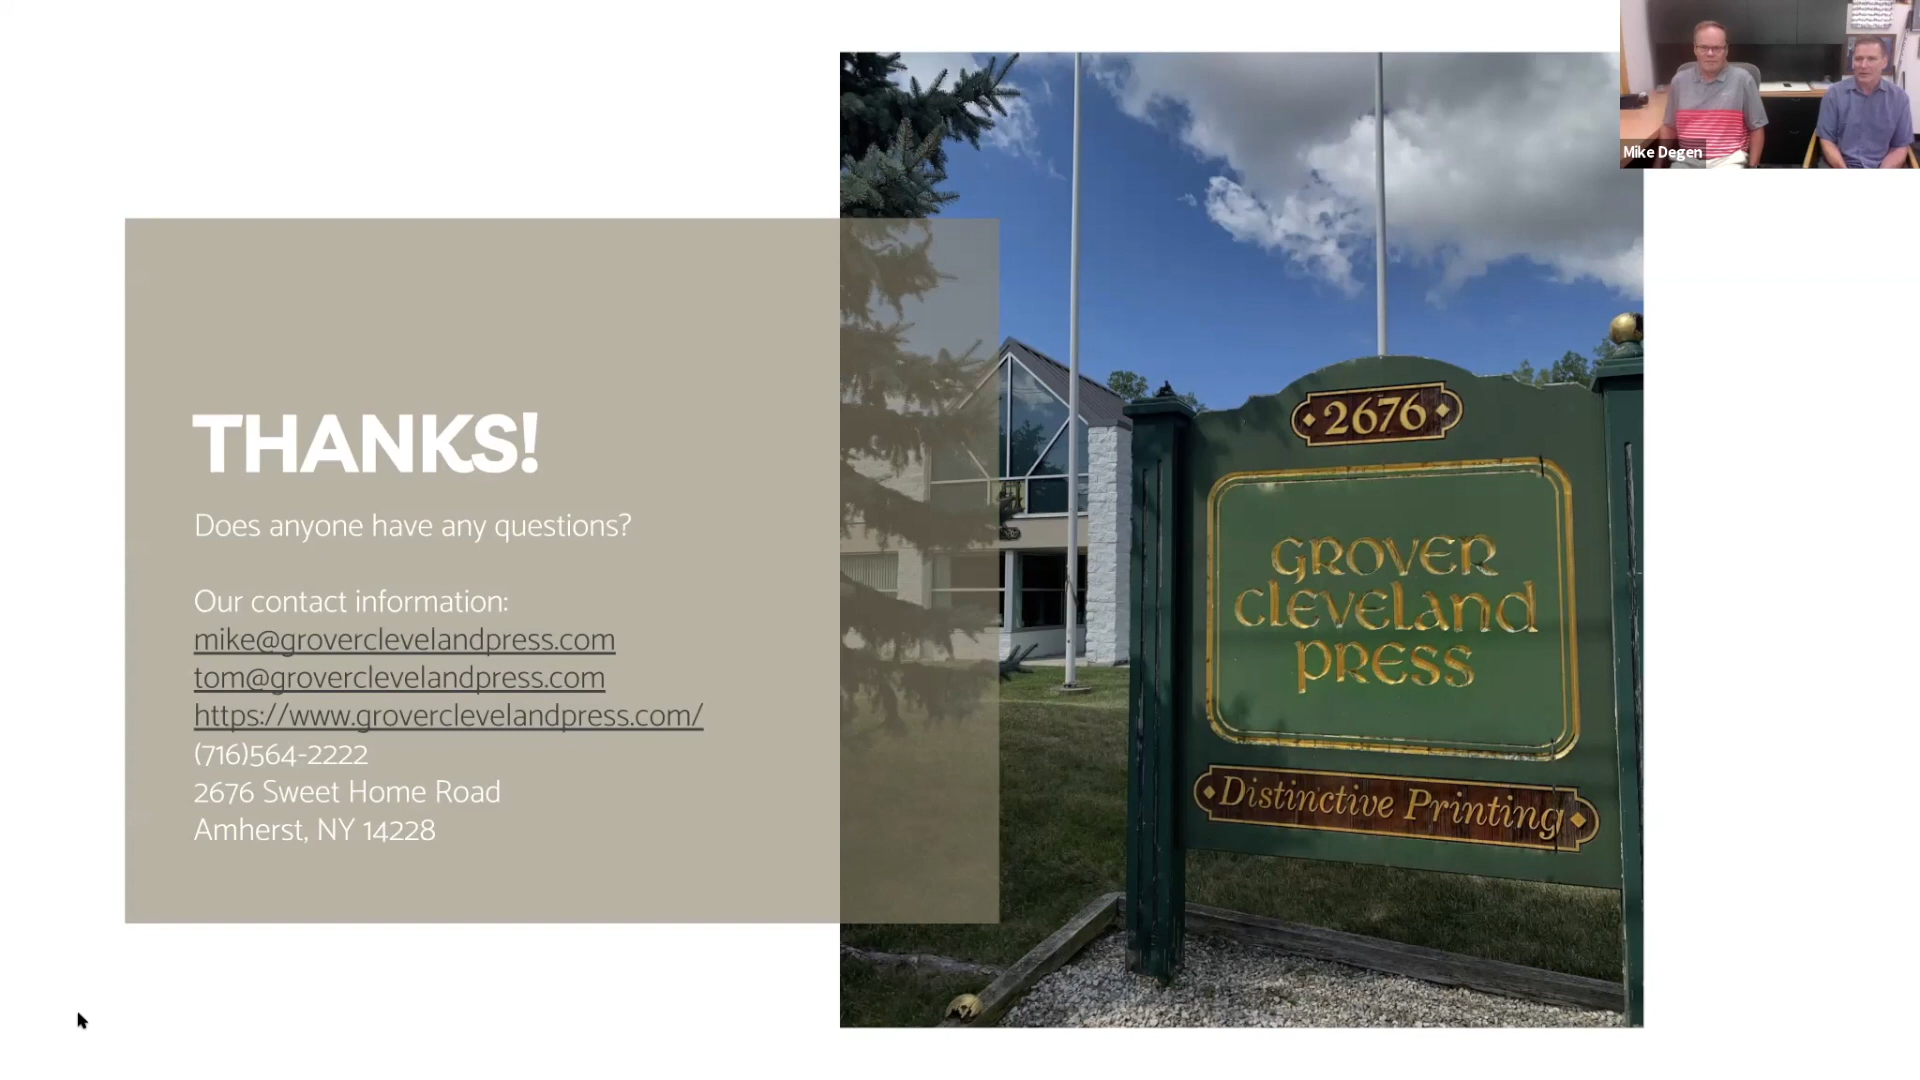 THANKS!
Does anyone have any questions?
Our contact information:
mike@groverclevelandpress.com
tom@groverclevelandpress.com
https://www.groverclevelandpress.com/
(716)564-2222
2676 Sweet Home Road
Amherst, NY 14228
2676
GROVER
CLEVELAND
PRESS
Distinctive Printing
Mike Degen